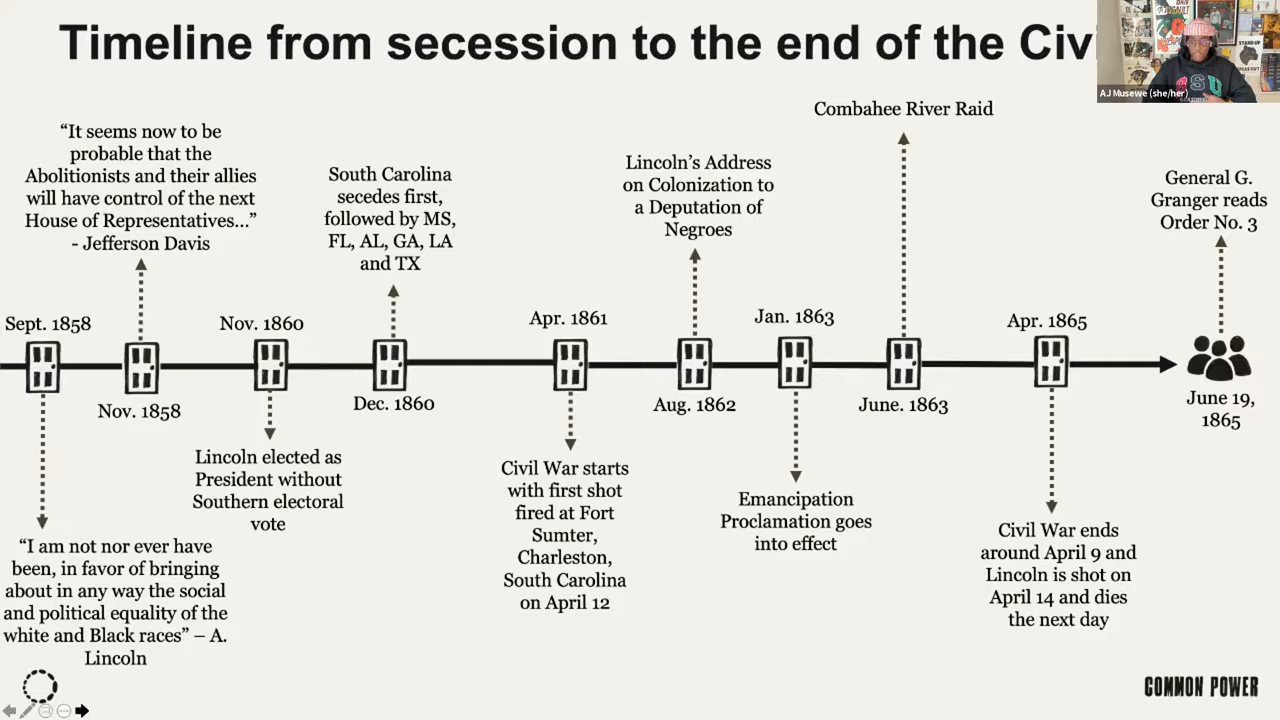 Timeline from secession to the end of the Civi
AJ Musewe (she/her)
“It seems now to be
probable that the
Abolitionists and their allies
will have control of the next
House of Representatives...”
- Jefferson Davis
South Carolina
secedes first,
followed by MS,
FL, AL, GA, LA
and TX
Lincoln’s Address
on Colonization to
a Deputation of
Negroes
Combahee River Raid
General G.
Granger reads
Order No. 3
Sept. 1858
Nov. 1858
Nov. 1860
Dec. 1860
Apr. 1861
Aug. 1862
Jan. 1863
June. 1863
Apr. 1865
June 19,
1865
“I am not nor ever have
been, in favor of bringing
about in any way the social
and political equality of the
white and Black races” – A.
Lincoln
Lincoln elected as
President without
Southern electoral
vote
Civil War starts
with first shot
fired at Fort
Sumter,
Charleston,
South Carolina
on April 12
Emancipation
Proclamation goes
into effect
Civil War ends
around April 9 and
Lincoln is shot on
April 14 and dies
the next day
COMMON POWER